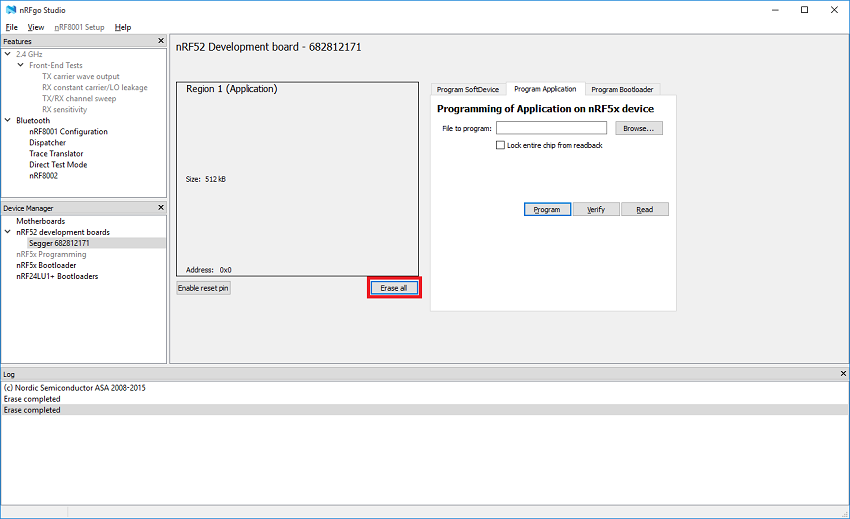 nRFgo Studio
File View nRF8001 Setup Help
Features
2.4 GHz
Front-End Tests
TX carrier wave output
RX constant carrier/LO leakage
TX/RX channel sweep
RX sensitivity
Bluetooth
nRF8001 Configuration
Dispatcher
Trace Translator
Direct Test Mode
nRF8002
Device Manager
Motherboards
nRF52 development boards
Segger 682812171
nRF5x Programming
nRF5x Bootloader
nRF24LU1+ Bootloaders
nRF52 Development board - 682812171
Region 1 (Application)
Size: 512 kB
Address: 0x0
Enable reset pin
Erase all
Program SoftDevice Program Application Program Bootloader
Programming of Application on nRF5x device
File to program: Browse...
Lock entire chip from readback
Program Verify Read
Log
(c) Nordic Semiconductor ASA 2008-2015
Erase completed
Erase completed